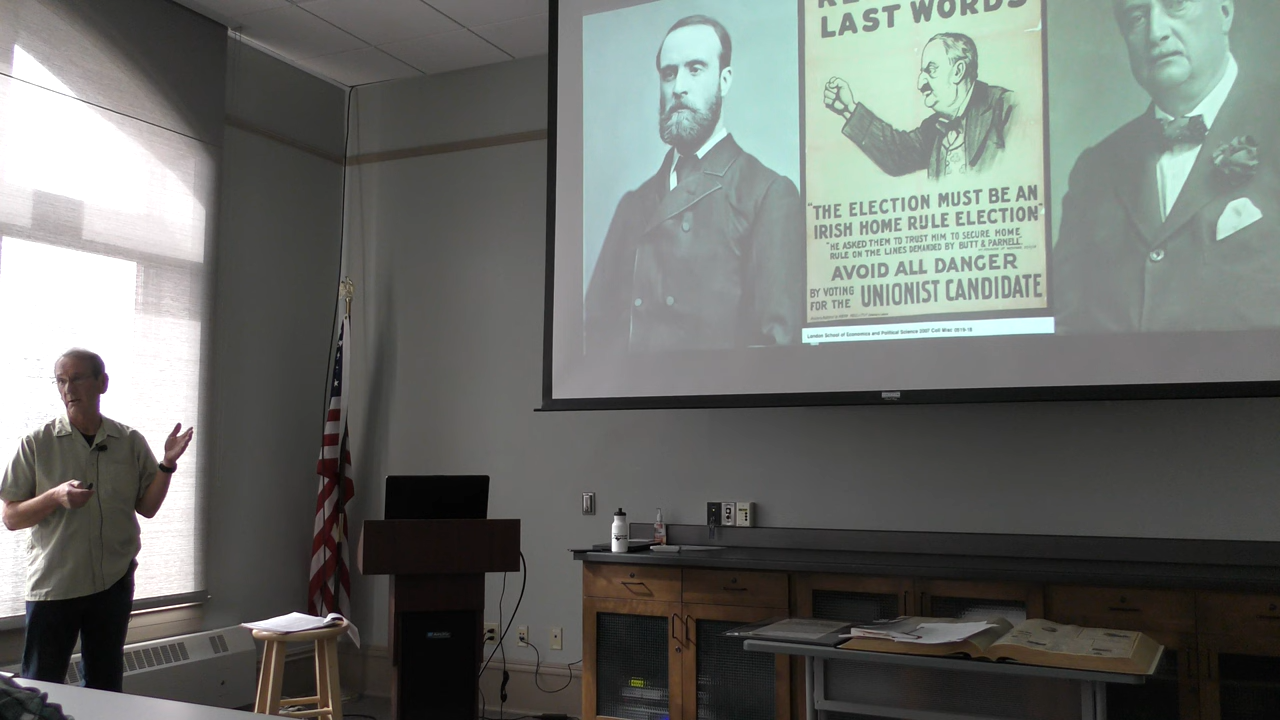 LAST WORDS
"THE ELECTION MUST BE AN
IRISH HOME RULE ELECTION"
"HE ASKED THEM TO TRUST HIM TO SECURE HOME
RULE ON THE LINES DEMANDED BY BUTT & PARNELL"
AVOID ALL DANGER
BY VOTING
FOR THE UNIONIST CANDIDATE
London School of Economics and Political Science